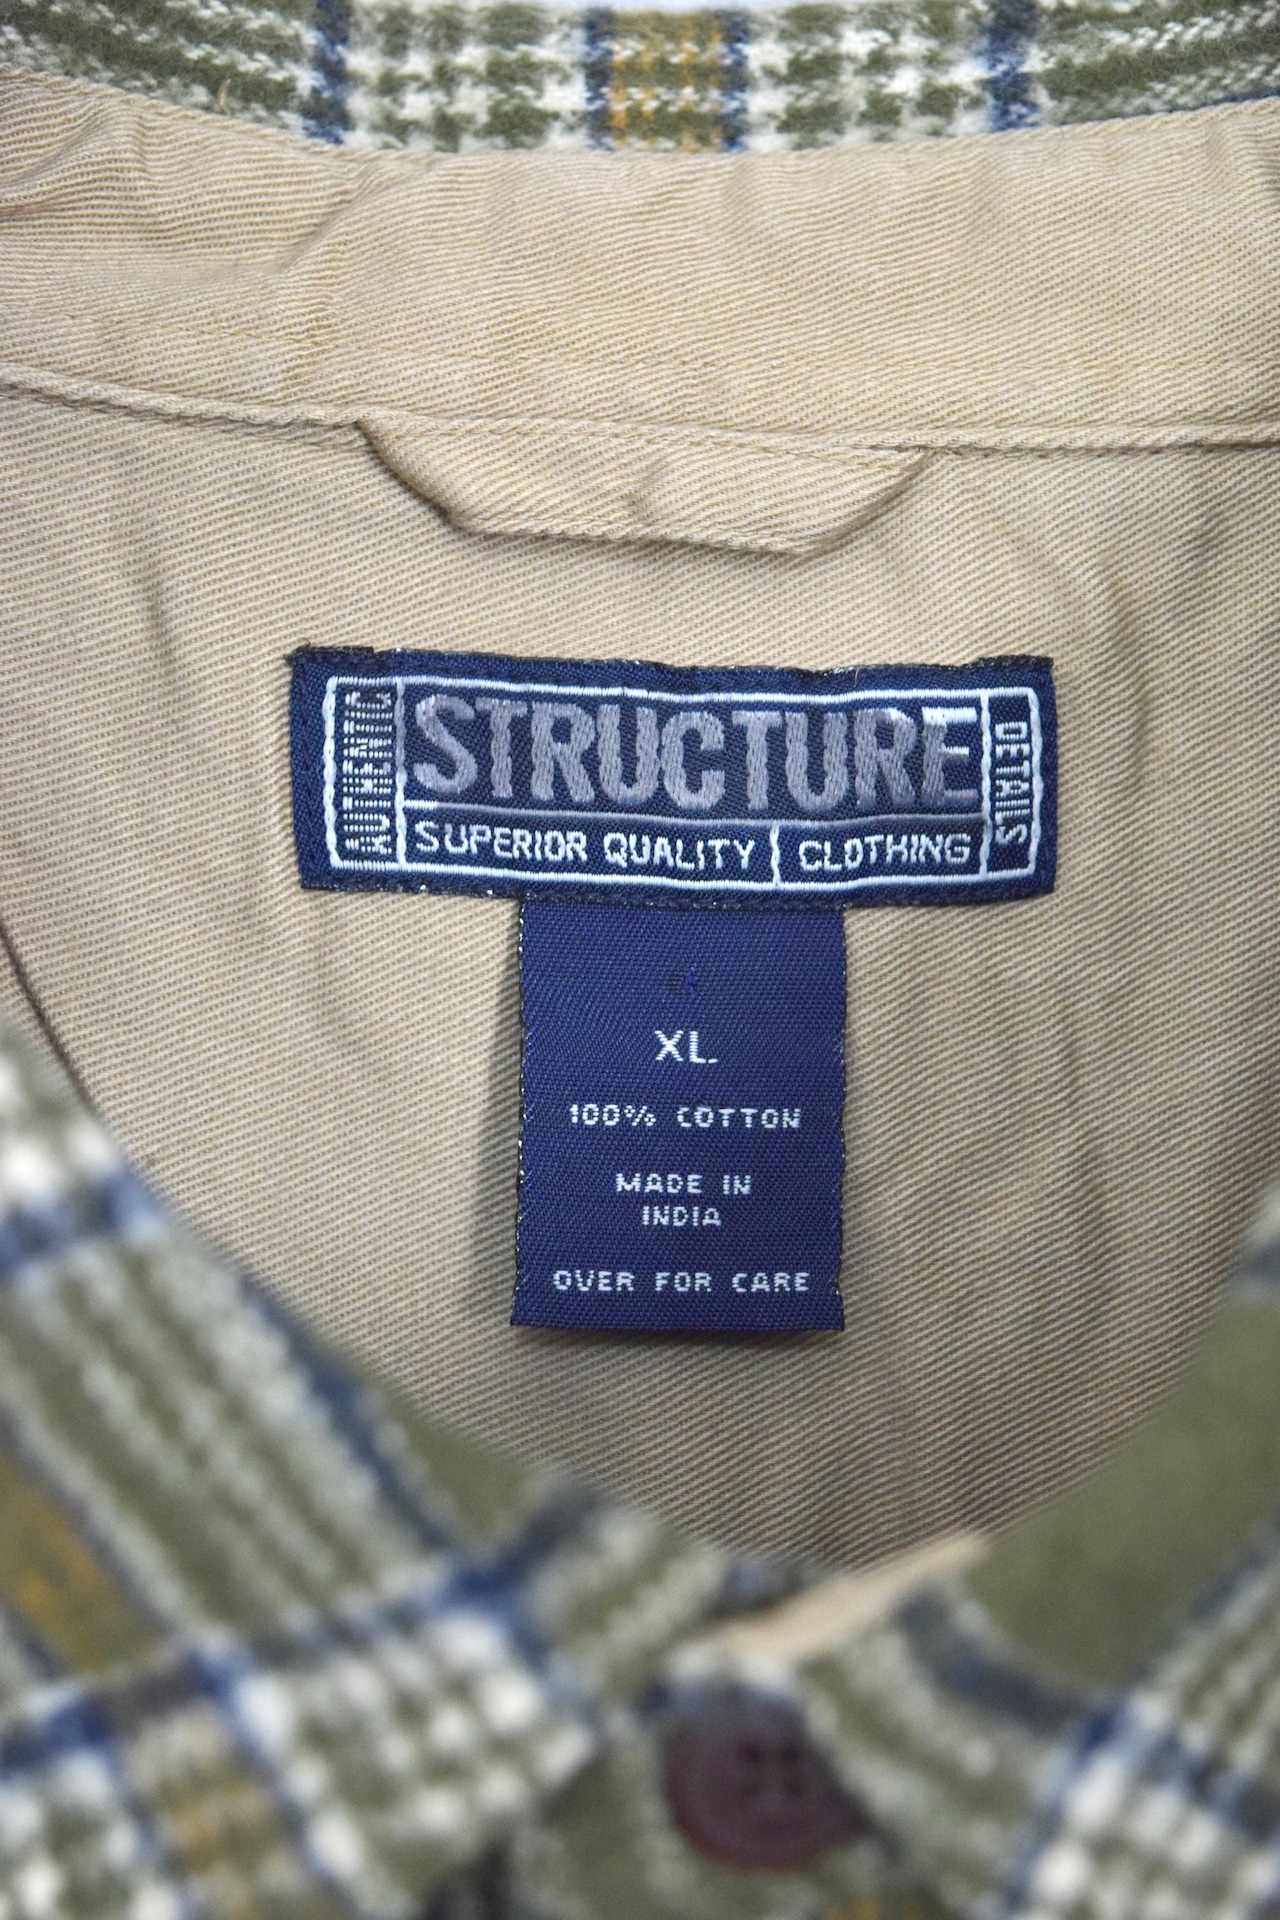 AUTHENTIC
STRUCTURE
DETAILS
SUPERIOR QUALITY
CLOTHING
XL
100% COTTON
MADE IN
INDIA
OVER FOR CARE